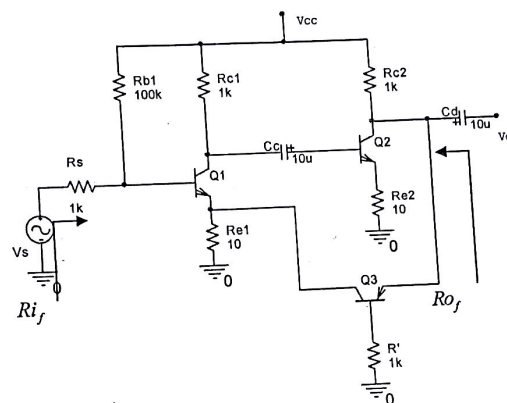 Vcc
Rb1
100k
Rc1
1k
Rc2
1k
Cc
+
10u
Cd
+
10u
Q2
Rs
1k
Q1
Re1
10
0
Re2
10
0
Vs
0
Ri_f
Q3
Ro_f
R'
1k
0